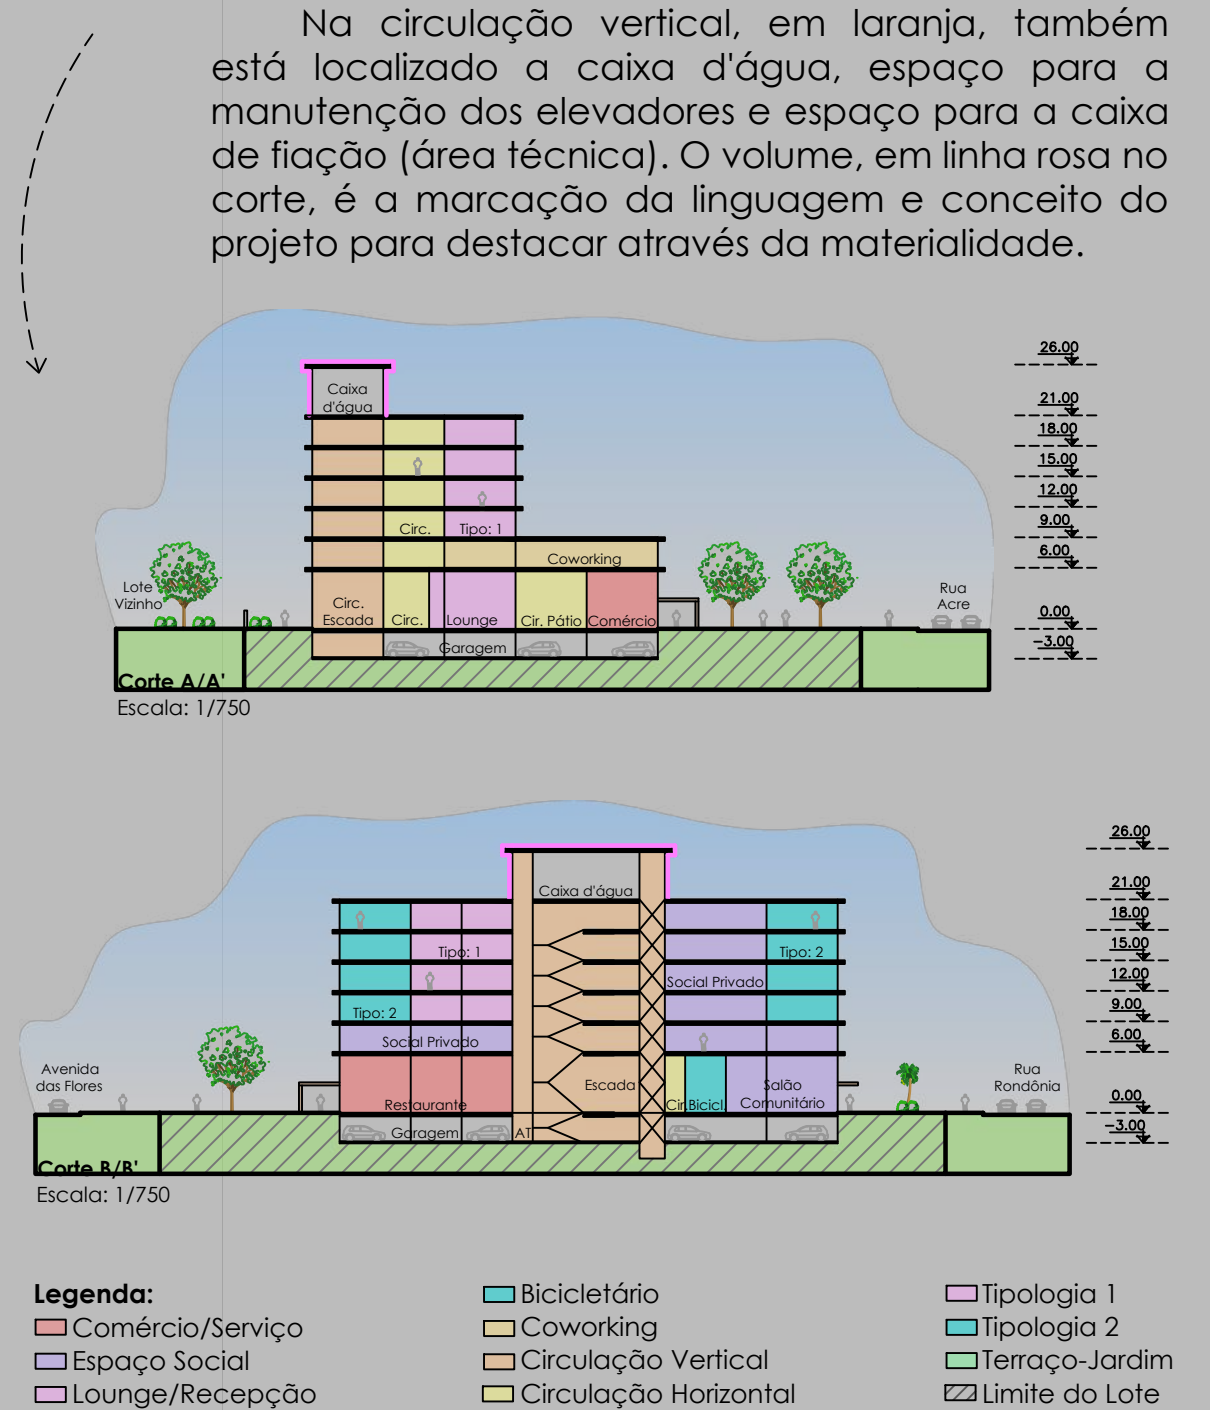 Na circulação vertical, em laranja, também
está localizado a caixa d'água, espaço para a
manutenção dos elevadores e espaço para a caixa
de fiação (área técnica). O volume, em linha rosa no
corte, é a marcação da linguagem e conceito do
projeto para destacar através da materialidade.
Caixa
d'água
Circ.
Tipo: 1
Coworking
Lote
Vizinho
Circ.
Escada
Circ.
Lounge
Cir. Pátio
Comércio
Garagem
Rua
Acre
26.00
21.00
18.00
15.00
12.00
9.00
6.00
0.00
-3.00
Corte A/A'
Escala: 1/750
Caixa d'água
Tipo: 1
Tipo: 2
Social Privado
Tipo: 2
Social Privado
Avenida
das Flores
Restaurante
Escada
Cir.
Bicicl.
Salão
Comunitário
Garagem
AT
Rua
Rondônia
26.00
21.00
18.00
15.00
12.00
9.00
6.00
0.00
-3.00
Corte B/B'
Escala: 1/750
Legenda:
Comércio/Serviço
Espaço Social
Lounge/Recepção
Bicicletário
Coworking
Circulação Vertical
Circulação Horizontal
Tipologia 1
Tipologia 2
Terraço-Jardim
Limite do Lote